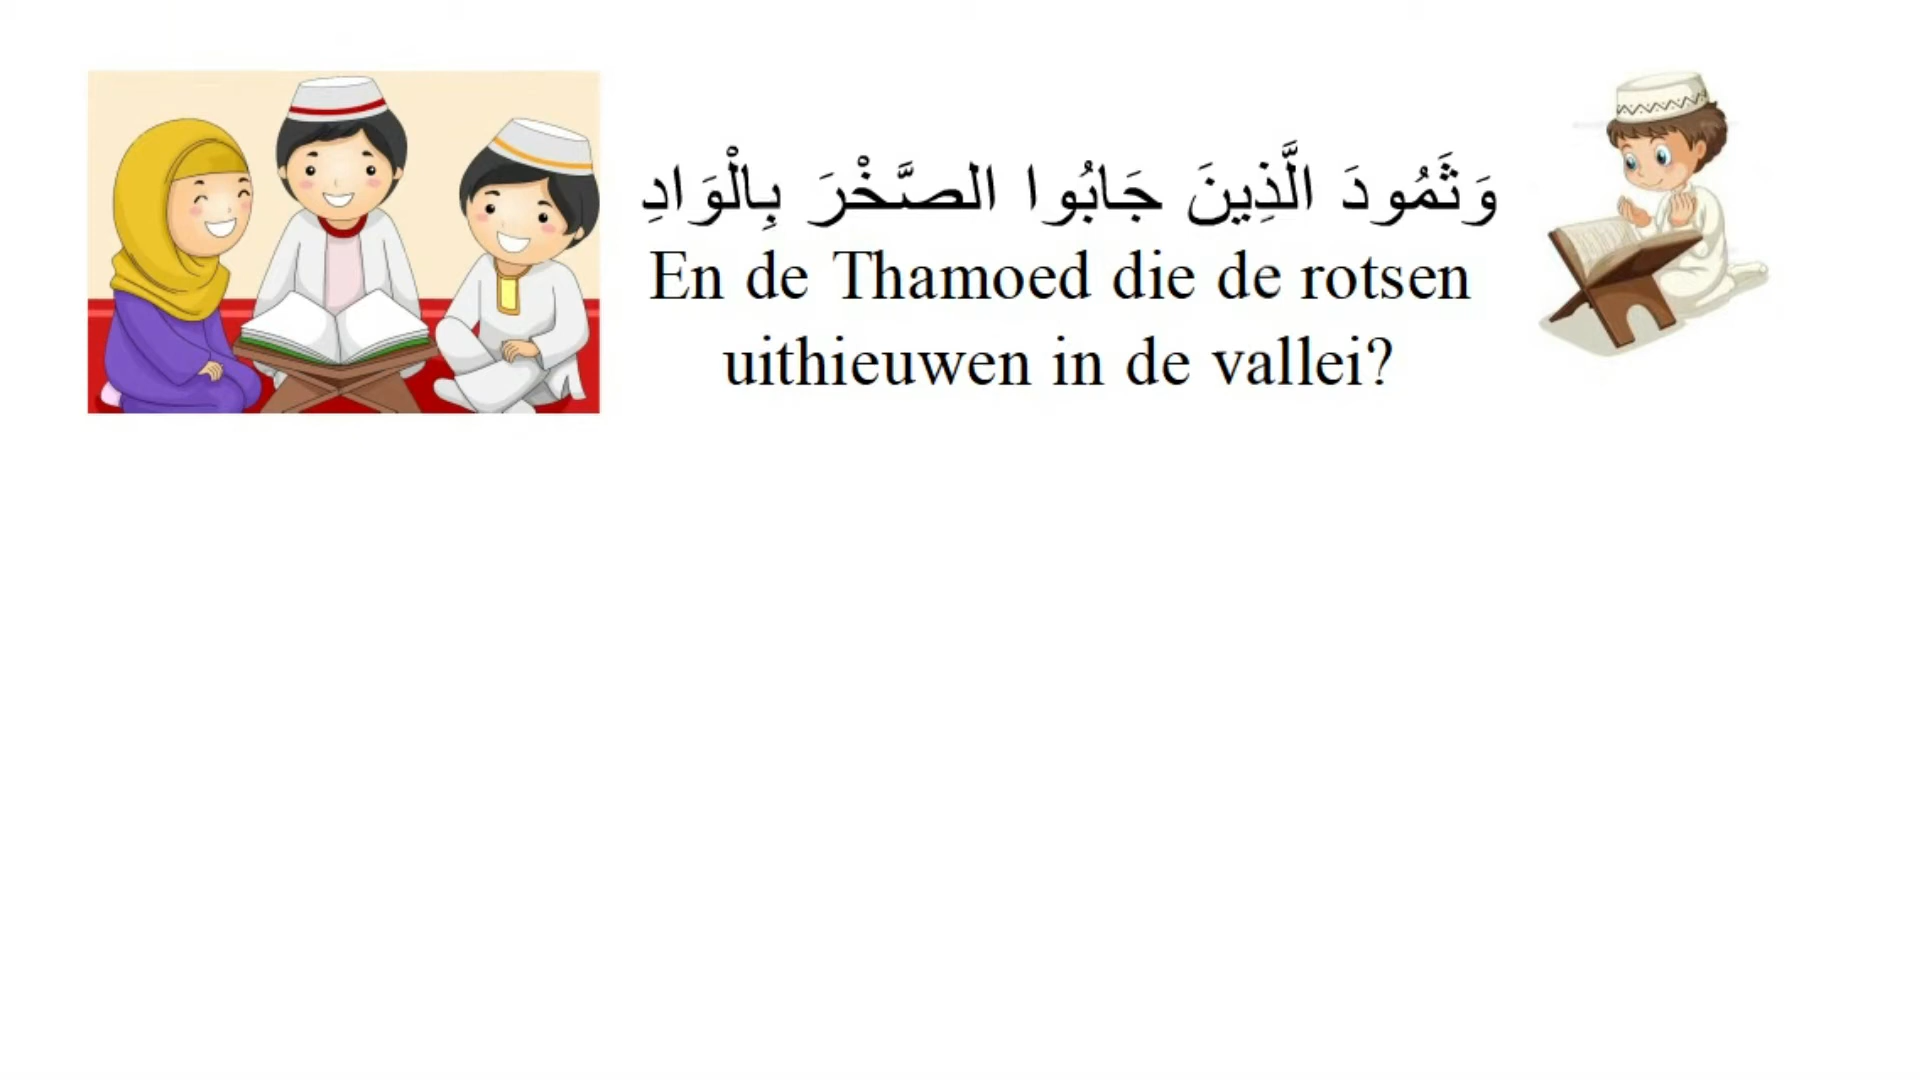 وَثَمُودَ الَّذِينَ جَابُوا الصَّخْرَ بِالْوَادِ
En de Thamoed die de rotsen
uithieuwen in de vallei?